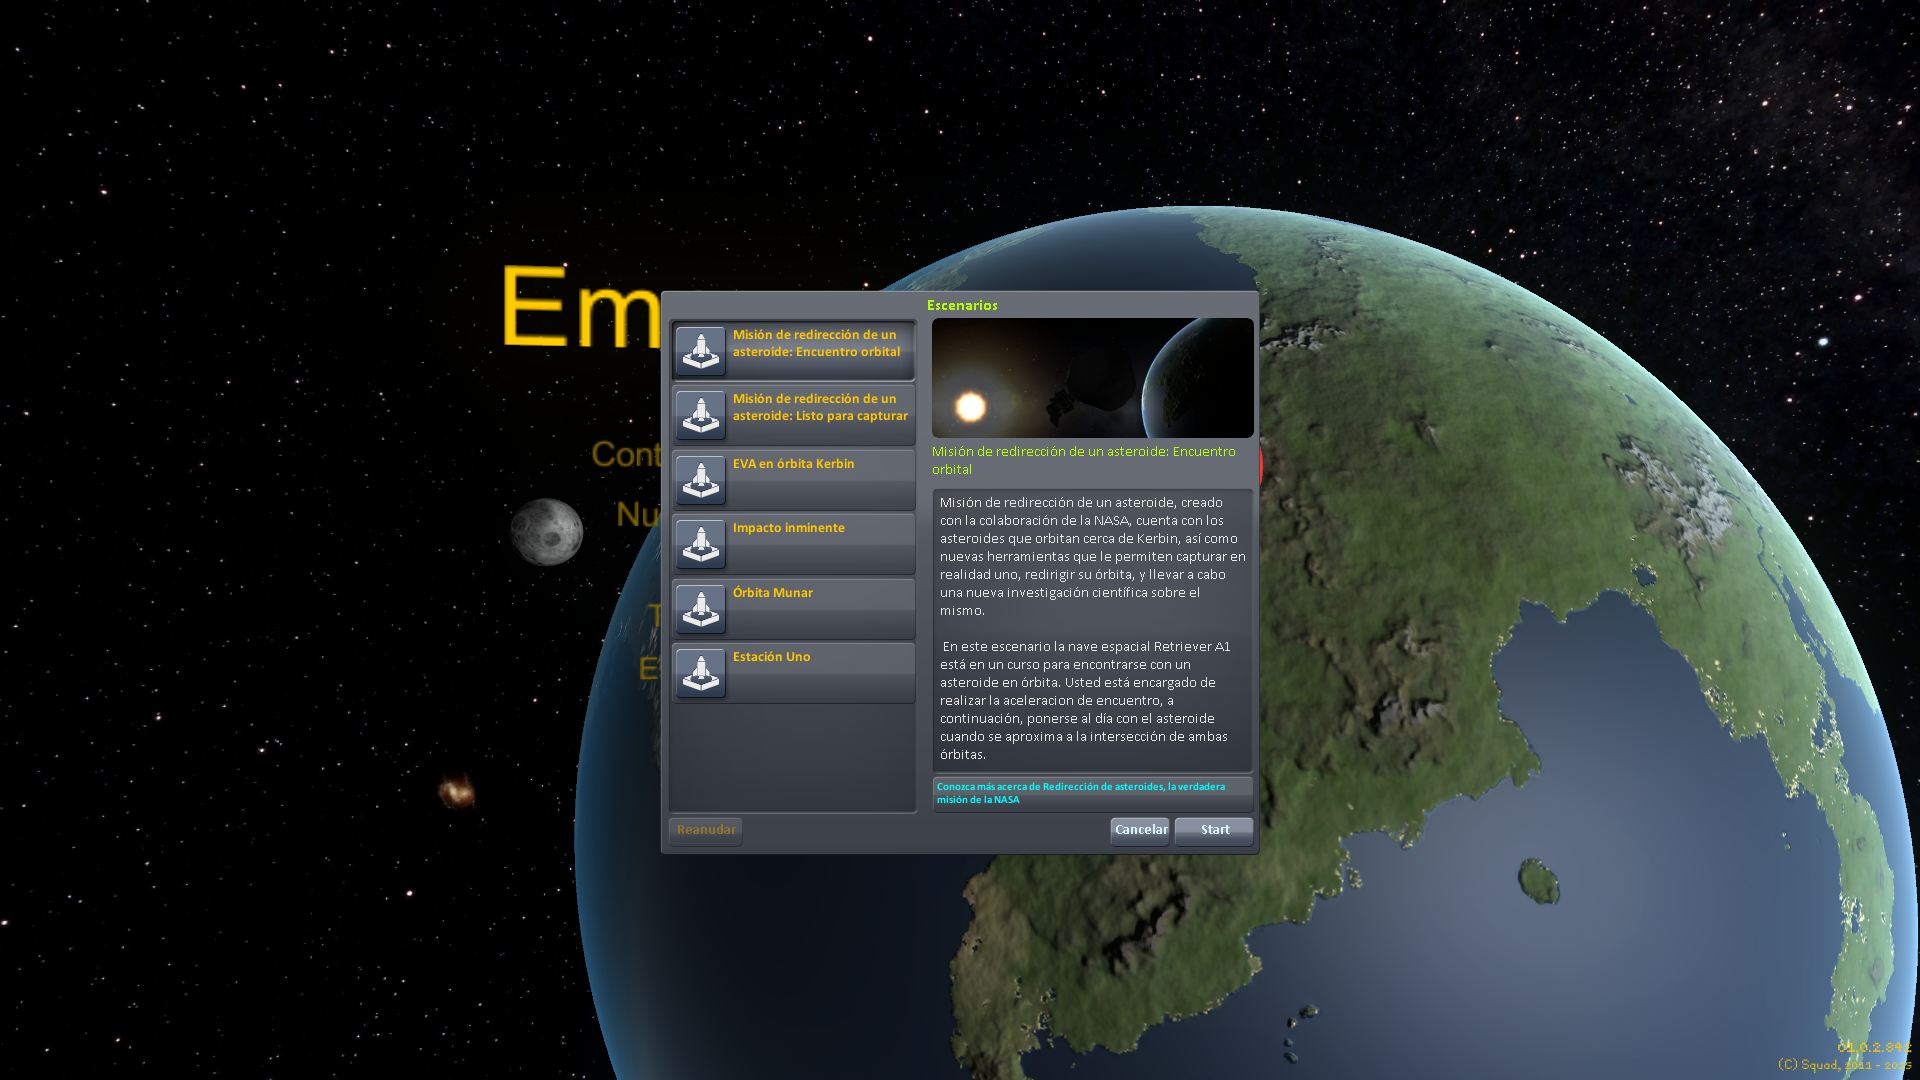 Em
Cont
Nu
Escenarios
Misión de redirección de un
asteroide: Encuentro orbital
Misión de redirección de un
asteroide: Listo para capturar
EVA en órbita Kerbin
Impacto inminente
Órbita Munar
Estación Uno
Misión de redirección de un asteroide: Encuentro
orbital
Misión de redirección de un asteroide, creado
con la colaboración de la NASA, cuenta con los
asteroides que orbitan cerca de Kerbin, así como
nuevas herramientas que le permiten capturar en
realidad uno, redirigir su órbita, y llevar a cabo
una nueva investigación científica sobre el
mismo.
En este escenario la nave espacial Retriever A1
está en un curso para encontrarse con un
asteroide en órbita. Usted está encargado de
realizar la aceleracion de encuentro, a
continuación, ponerse al día con el asteroide
cuando se aproxima a la intersección de ambas
órbitas.
Conozca más acerca de Redirección de asteroides, la verdadera
misión de la NASA
Reanudar
Cancelar
Start
(C) Squad, 2011 - 2015